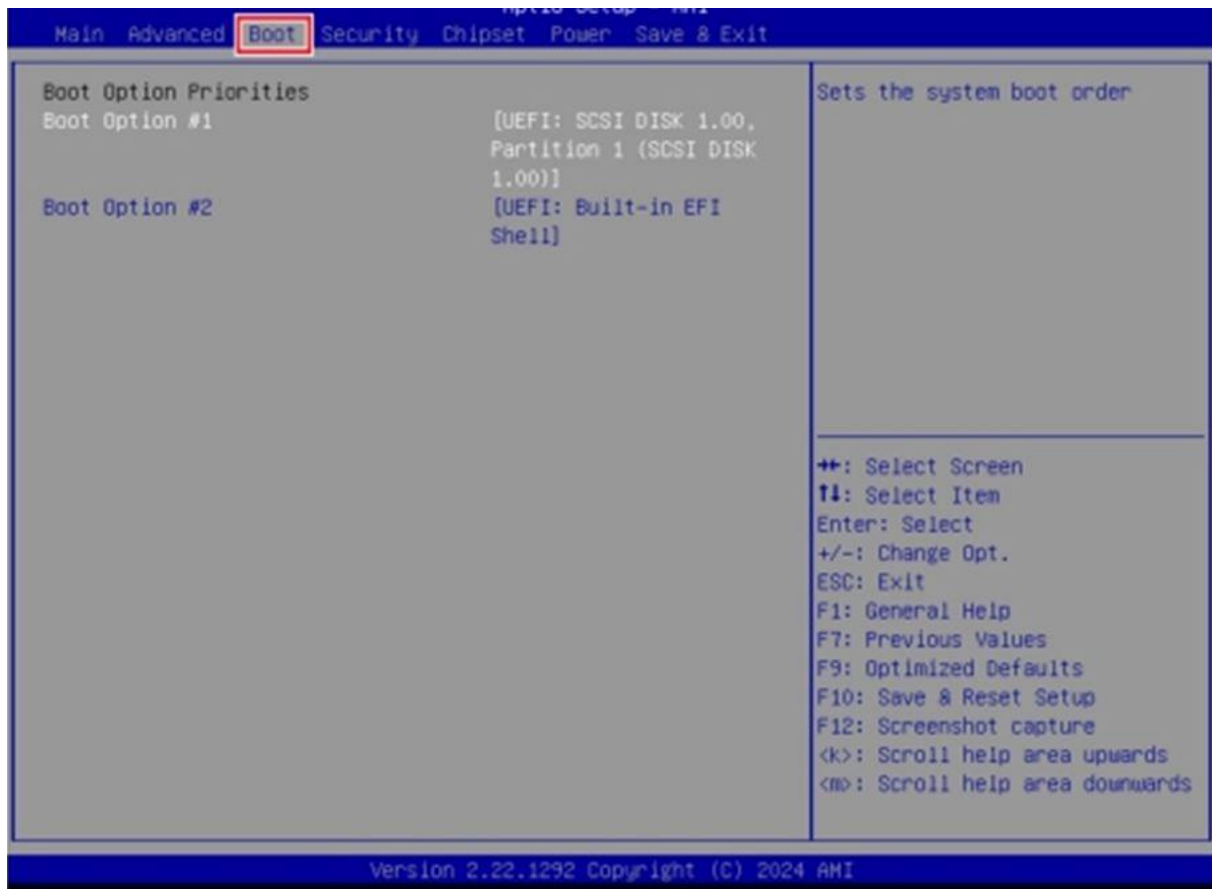 Aptio Setup - AMI
Main Advanced Boot Security Chipset Power Save & Exit
Boot Option Priorities
Boot Option #1 [UEFI: SCSI DISK 1.00,
Partition 1 (SCSI DISK
1.00)]
Boot Option #2 [UEFI: Built-in EFI
Shell]
Sets the system boot order
→←: Select Screen
↑↓: Select Item
Enter: Select
+/-: Change Opt.
ESC: Exit
F1: General Help
F7: Previous Values
F9: Optimized Defaults
F10: Save & Reset Setup
F12: Screenshot capture
<k>: Scroll help area upwards
<m>: Scroll help area downwards
Version 2.22.1292 Copyright (C) 2024 AMI